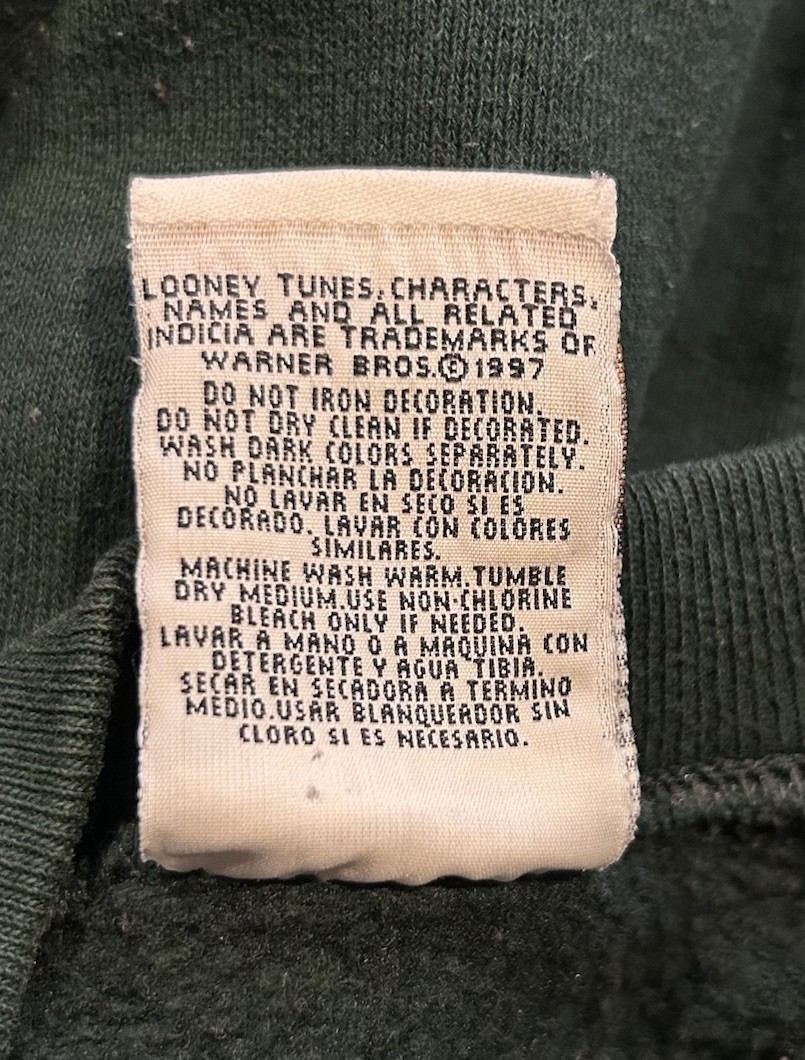 LOONEY TUNES, CHARACTERS,
NAMES AND ALL RELATED
INDICIA ARE TRADEMARKS OF
WARNER BROS.©1997
DO NOT IRON DECORATION.
DO NOT DRY CLEAN IF DECORATED.
WASH DARK COLORS SEPARATELY.
NO PLANCHAR LA DECORACION.
NO LAVAR EN SECO SI ES
DECORADO. LAVAR CON COLORES
SIMILARES.
MACHINE WASH WARM.TUMBLE
DRY MEDIUM.USE NON-CHLORINE
BLEACH ONLY IF NEEDED.
LAVAR A MANO O A MAQUINA CON
DETERGENTE Y AGUA TIBIA.
SECAR EN SECADORA A TERMINO
MEDIO.USAR BLANQUEADOR SIN
CLORO SI ES NECESARIO.